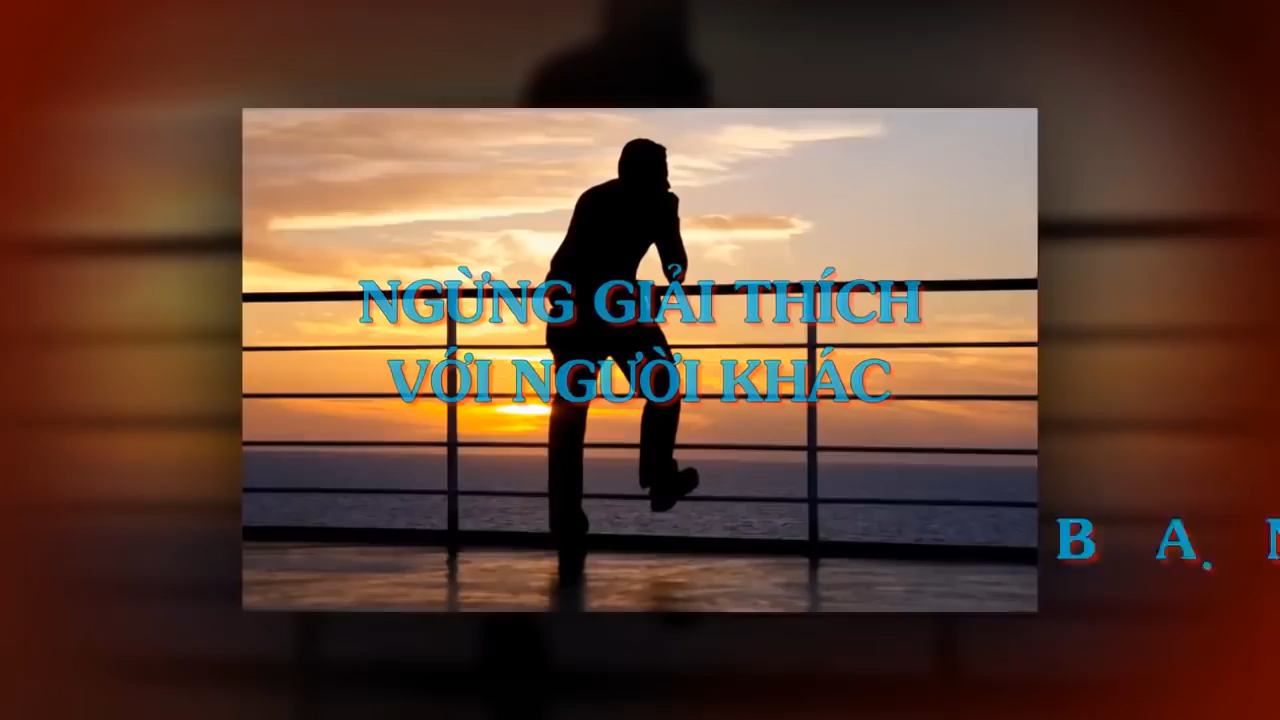 NGỪNG GIẢI THÍCH
VỚI NGƯỜI KHÁC
B Ạ